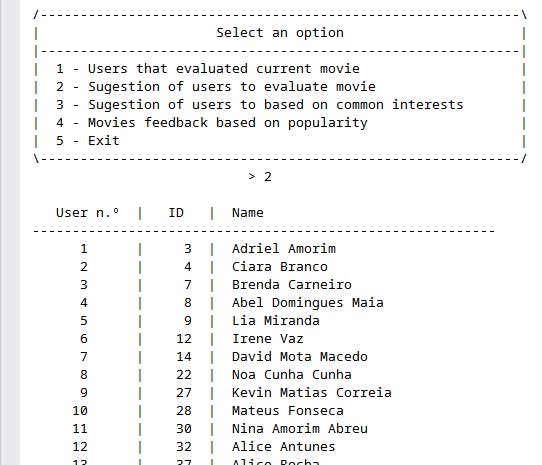 /------------------------------------------------------------\
| Select an option |
|------------------------------------------------------------|
| 1 - Users that evaluated current movie |
| 2 - Sugestion of users to evaluate movie |
| 3 - Sugestion of users to based on common interests |
| 4 - Movies feedback based on popularity |
| 5 - Exit |
\------------------------------------------------------------/
> 2
User n.º | ID | Name
----------------------------------------------------------
1 | 3 | Adriel Amorim
2 | 4 | Ciara Branco
3 | 7 | Brenda Carneiro
4 | 8 | Abel Domingues Maia
5 | 9 | Lia Miranda
6 | 12 | Irene Vaz
7 | 14 | David Mota Macedo
8 | 22 | Noa Cunha Cunha
9 | 27 | Kevin Matias Correia
10 | 28 | Mateus Fonseca
11 | 30 | Nina Amorim Abreu
12 | 32 | Alice Antunes
13 | 37 | Alice Rocha